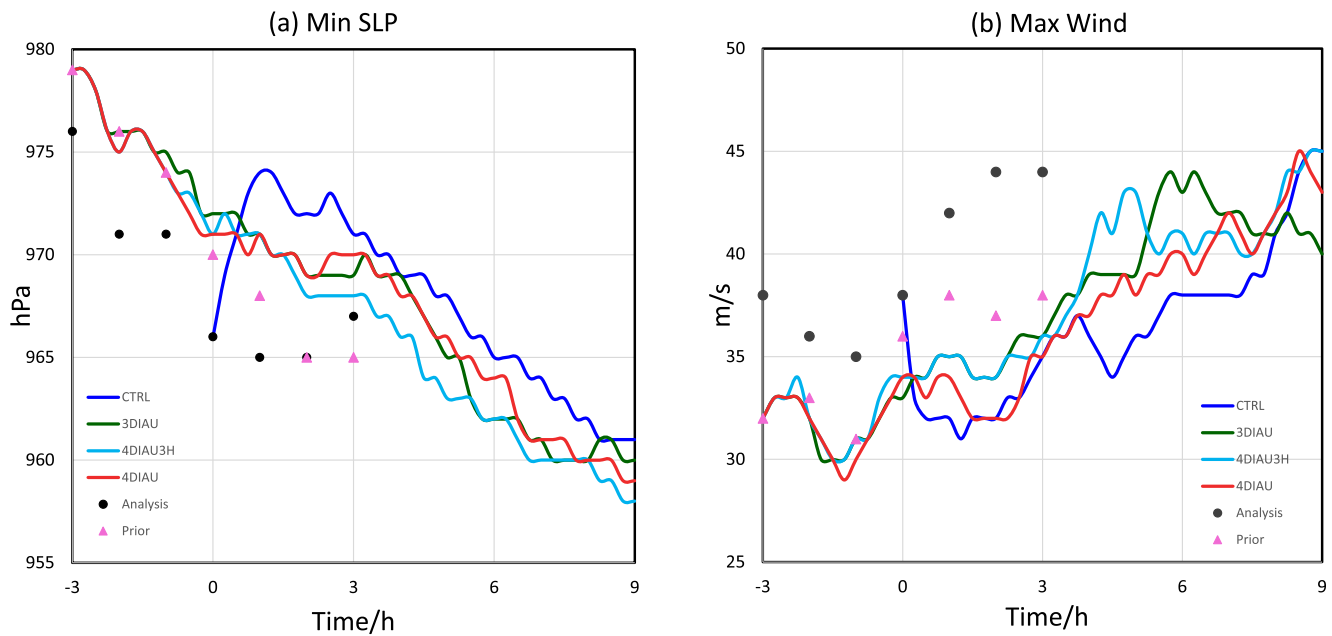 (a) Min SLP
980
975
970
965
960
955
hPa
CTRL
3DIAU
4DIAU3H
4DIAU
Analysis
Prior
-3 0 3 6 9
Time/h
(b) Max Wind
50
45
40
35
30
25
m/s
CTRL
3DIAU
4DIAU3H
4DIAU
Analysis
Prior
-3 0 3 6 9
Time/h